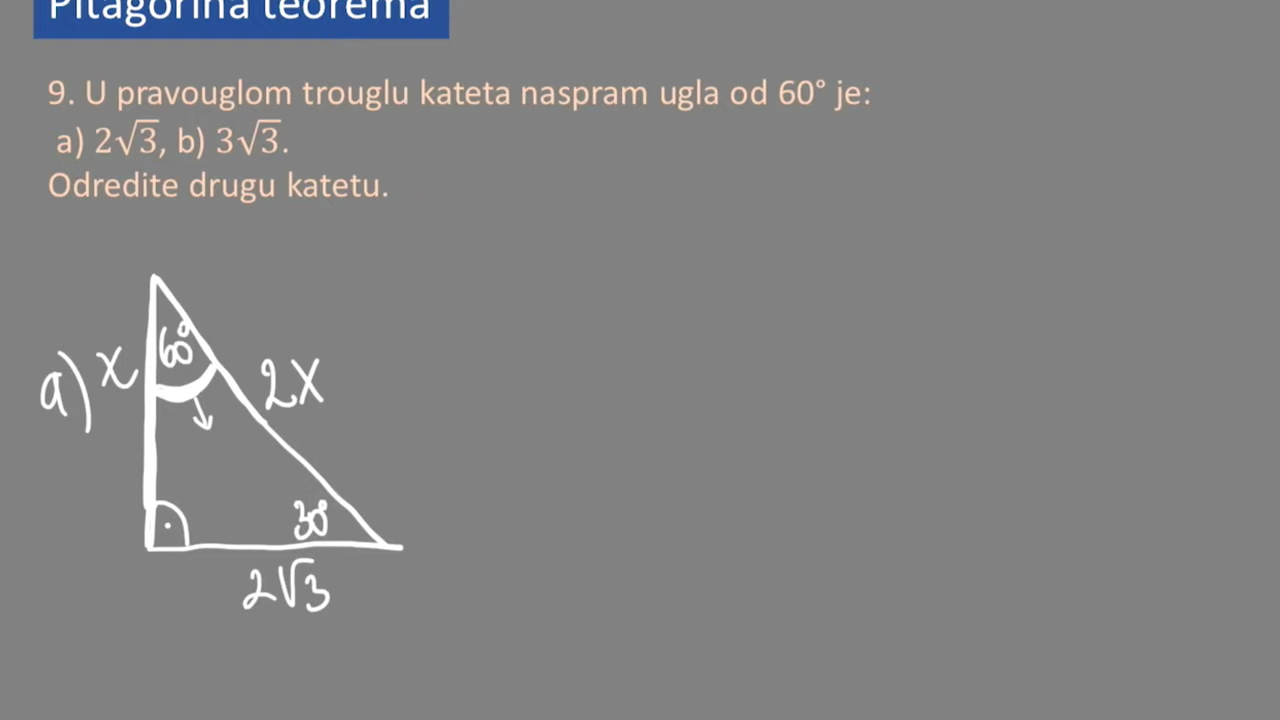 Pitagorina teorema
9. U pravouglom trouglu kateta naspram ugla od 60° je:
a) 2√3, b) 3√3.
Odredite drugu katetu.
60°
a) x
2x
30°
2√3